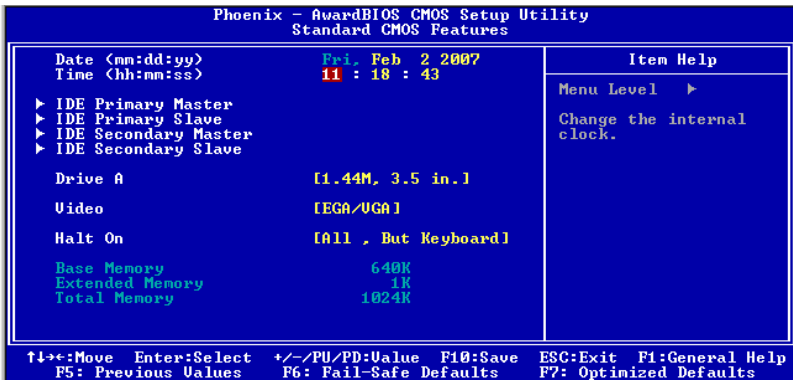 Phoenix - AwardBIOS CMOS Setup Utility
Standard CMOS Features
Date (mm:dd:yy) Fri, Feb 2 2007
Time (hh:mm:ss) 11 : 18 : 43
▶ IDE Primary Master
▶ IDE Primary Slave
▶ IDE Secondary Master
▶ IDE Secondary Slave
Drive A [1.44M, 3.5 in.]
Video [EGA/VGA]
Halt On [All , But Keyboard]
Base Memory 640K
Extended Memory 1K
Total Memory 1024K
Item Help
Menu Level ▶
Change the internal
clock.
↑↓→←:Move Enter:Select +/-/PU/PD:Value F10:Save ESC:Exit F1:General Help
F5: Previous Values F6: Fail-Safe Defaults F7: Optimized Defaults